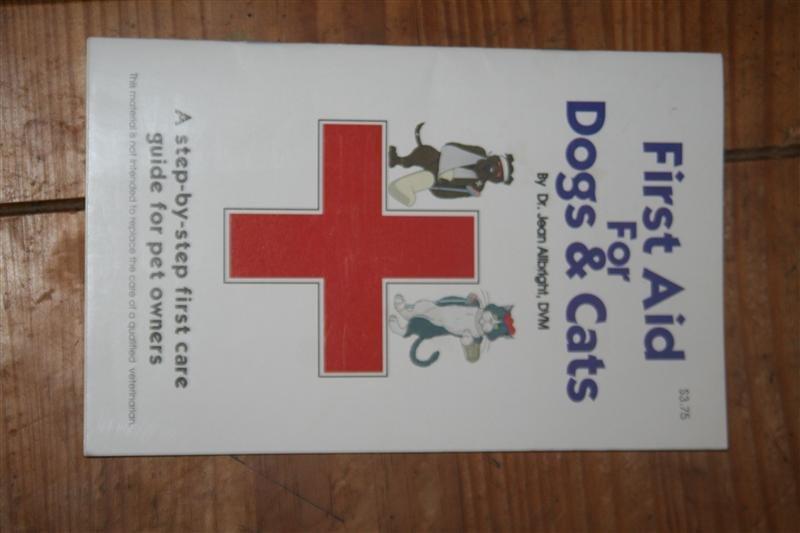 $3.75
First Aid
For
Dogs & Cats
By Dr. Jean Allbright, DVM
A step-by-step first care
guide for pet owners
This material is not intended to replace the care of a qualified veterinarian.